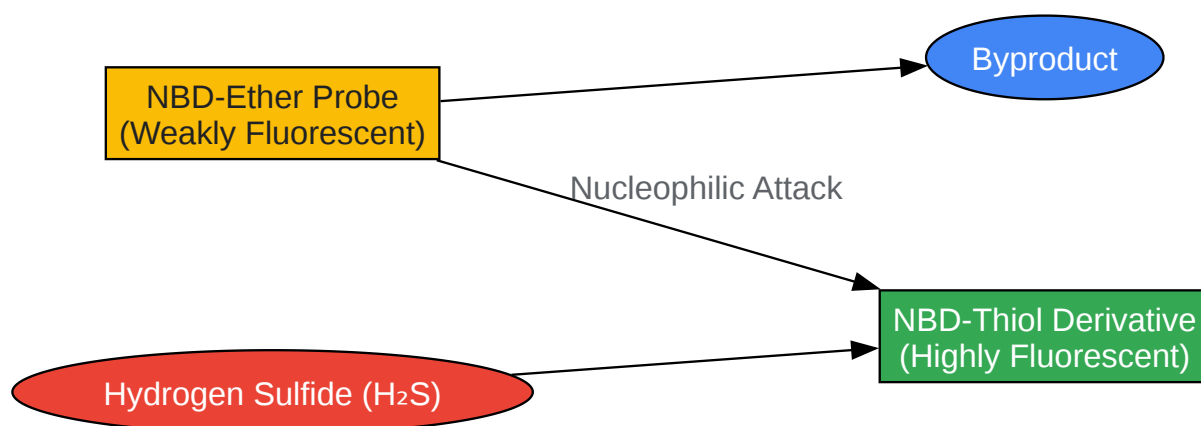 Byproduct
NBD-Ether Probe
(Weakly Fluorescent)
Nucleophilic Attack
NBD-Thiol Derivative
(Highly Fluorescent)
Hydrogen Sulfide (H₂S)